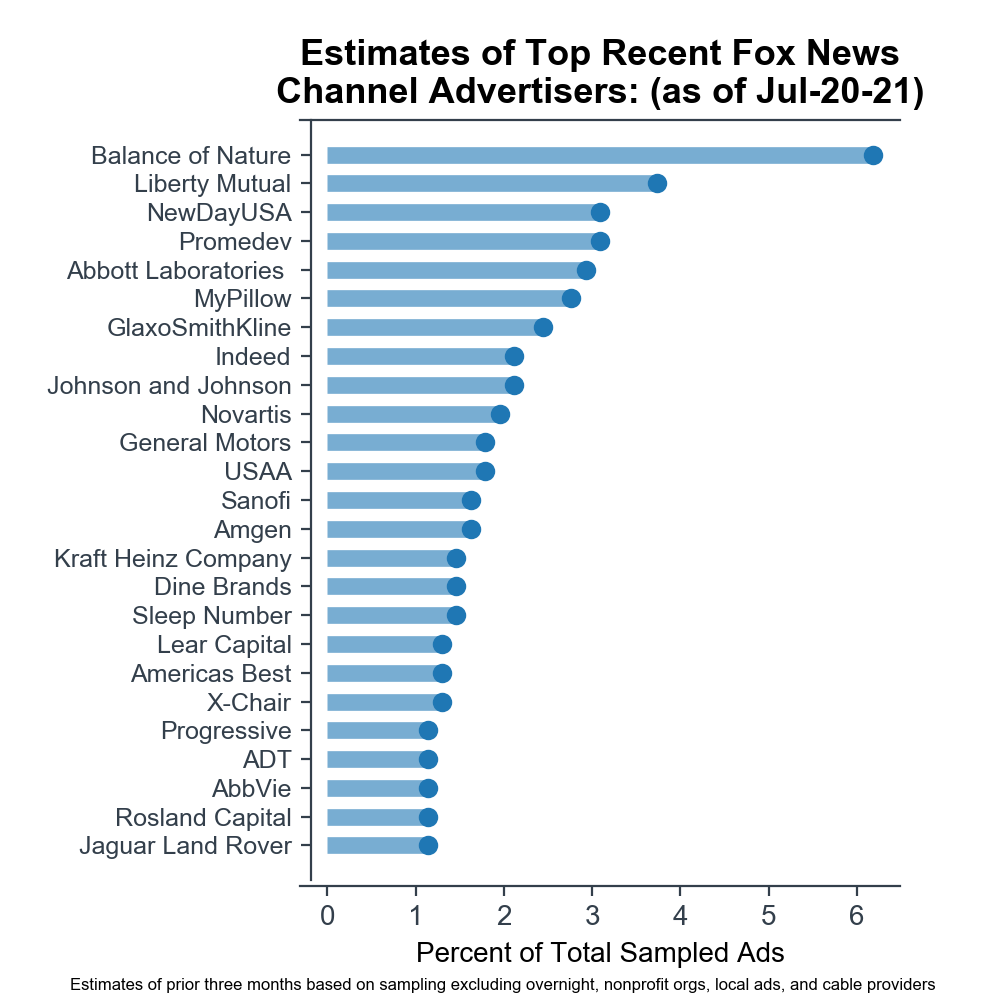 Estimates of Top Recent Fox News
Channel Advertisers: (as of Jul-20-21)
Balance of Nature
Liberty Mutual
NewDayUSA
Promedev
Abbott Laboratories
MyPillow
GlaxoSmithKline
Indeed
Johnson and Johnson
Novartis
General Motors
USAA
Sanofi
Amgen
Kraft Heinz Company
Dine Brands
Sleep Number
Lear Capital
Americas Best
X-Chair
Progressive
ADT
AbbVie
Rosland Capital
Jaguar Land Rover
0 1 2 3 4 5 6
Percent of Total Sampled Ads
Estimates of prior three months based on sampling excluding overnight, nonprofit orgs, local ads, and cable providers